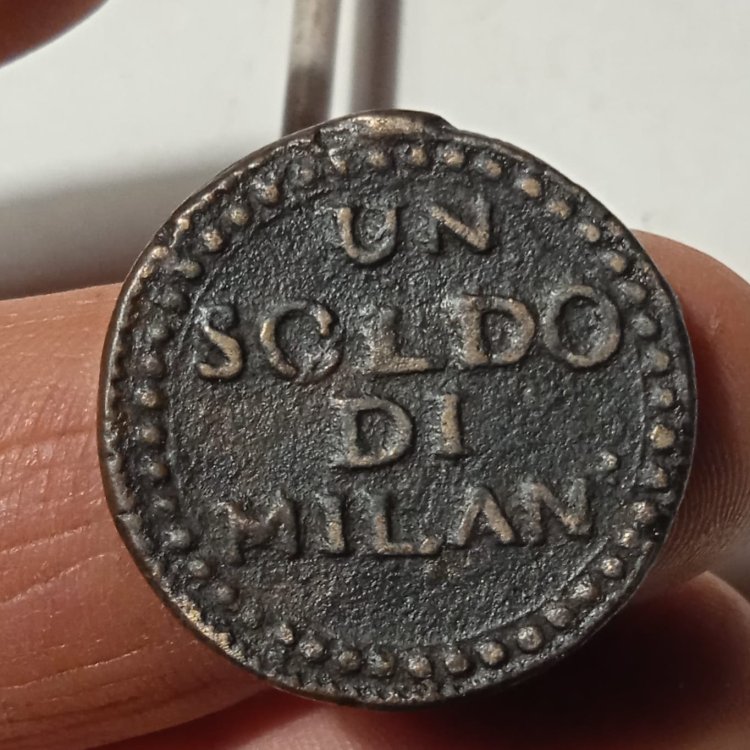 UN
SOLDO
DI
MILAN.